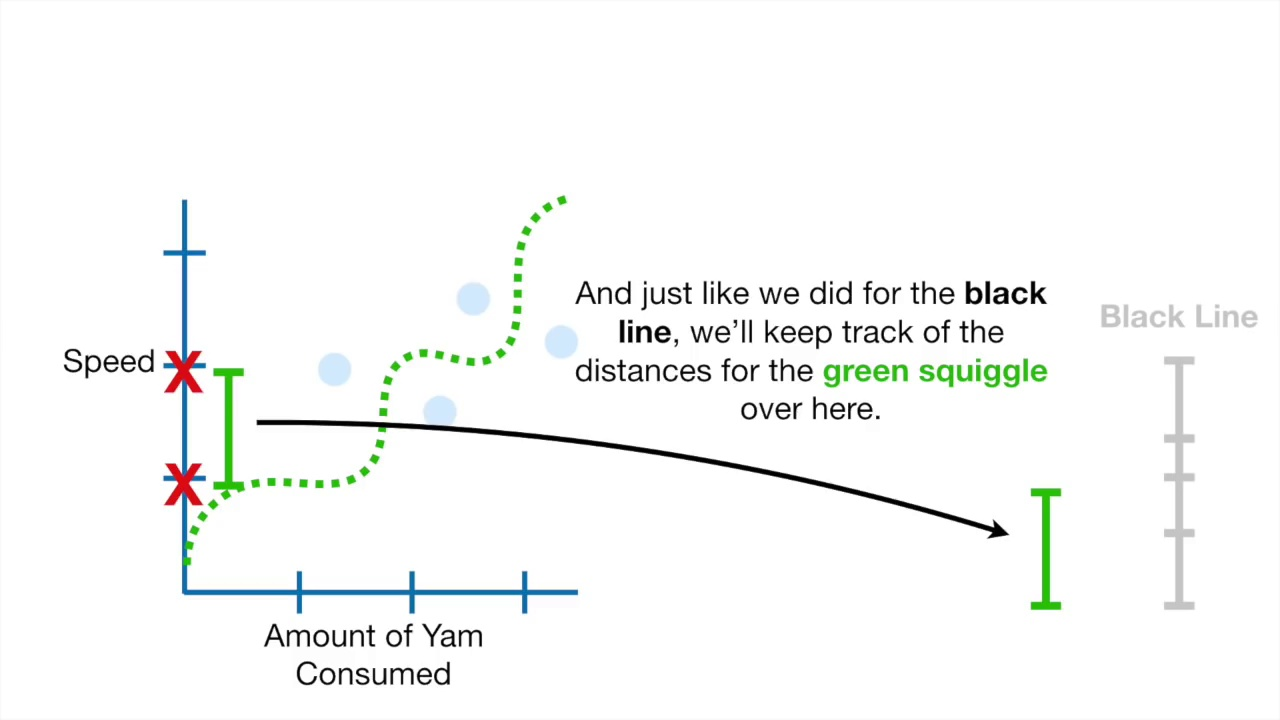 And just like we did for the black
line, we'll keep track of the
distances for the green squiggle
over here.
Black Line
Speed
X
X
Amount of Yam
Consumed